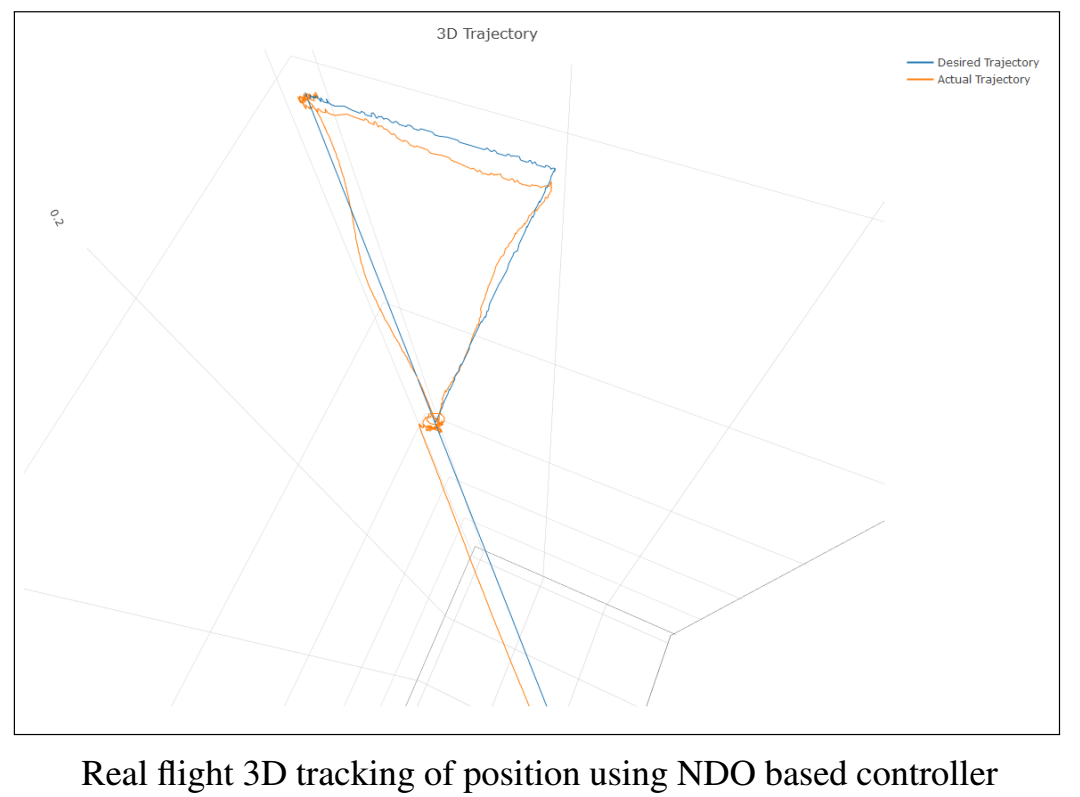 3D Trajectory
Desired Trajectory
Actual Trajectory
0.2
Real flight 3D tracking of position using NDO based controller